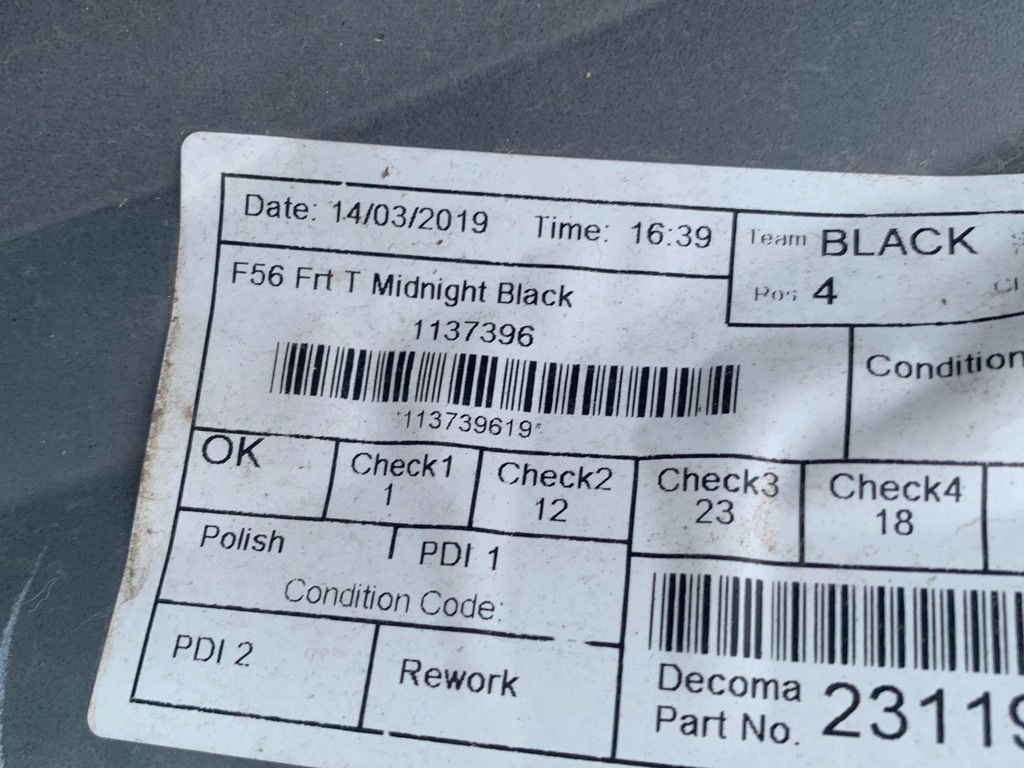 Date: 14/03/2019 Time: 16:39
Team BLACK
Pos 4
F56 Frt T Midnight Black
1137396
*113739619*
Condition
OK
Check1
1
Check2
12
Check3
23
Check4
18
Polish
PDI 1
Condition Code:
PDI 2
Rework
Decoma
Part No. 2311